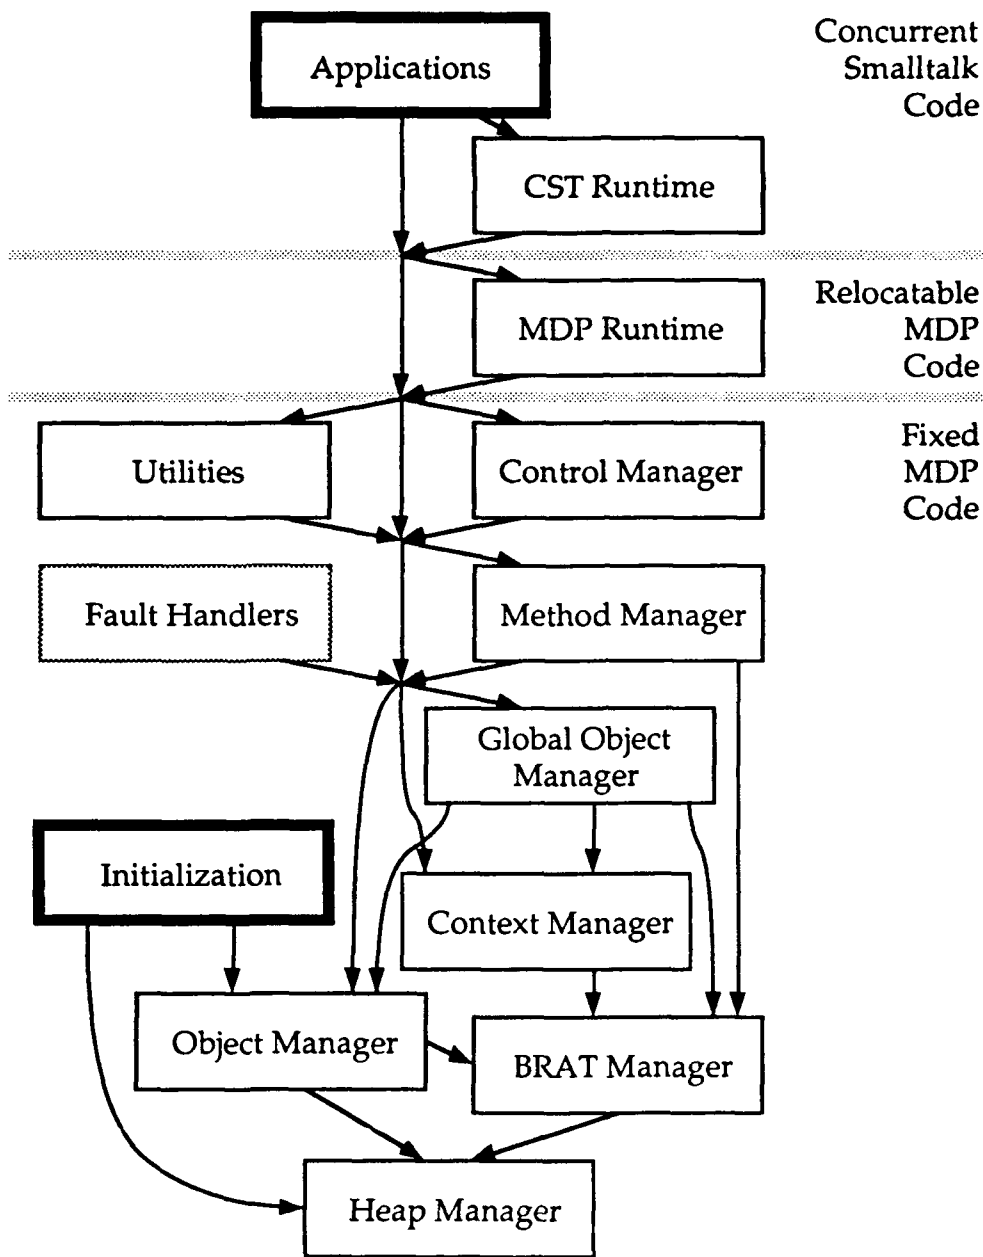 Applications
Concurrent
Smalltalk
Code
CST Runtime
MDP Runtime
Relocatable
MDP
Code
Utilities
Control Manager
Fixed
MDP
Code
Fault Handlers
Method Manager
Global Object
Manager
Initialization
Context Manager
Object Manager
BRAT Manager
Heap Manager